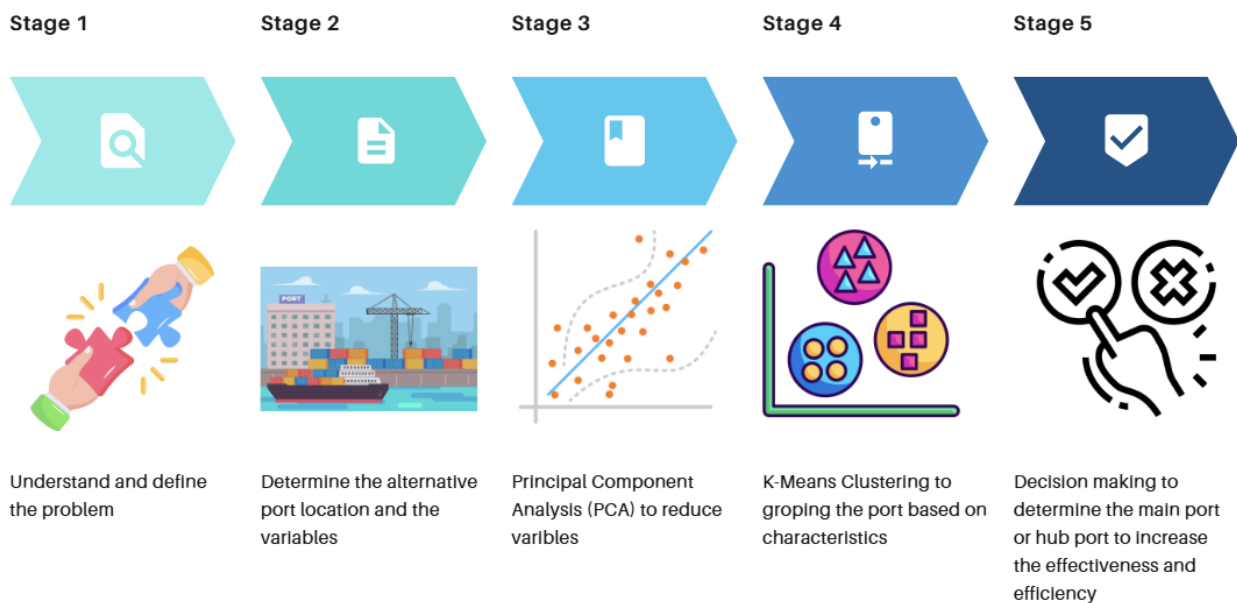 Stage 1
Stage 2
Stage 3
Stage 4
Stage 5
PORT
Understand and define
the problem
Determine the alternative
port location and the
variables
Principal Component
Analysis (PCA) to reduce
varibles
K-Means Clustering to
groping the port based on
characteristics
Decision making to
determine the main port
or hub port to increase
the effectiveness and
efficiency